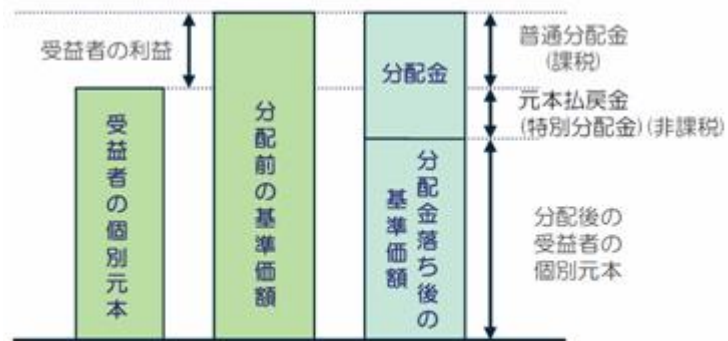 受益者の利益
受益者の個別元本
分配前の基準価額
分配金
分配金落ち後の
基準価額
普通分配金
(課税)
元本払戻金
(特別分配金)(非課税)
分配後の
受益者の
個別元本